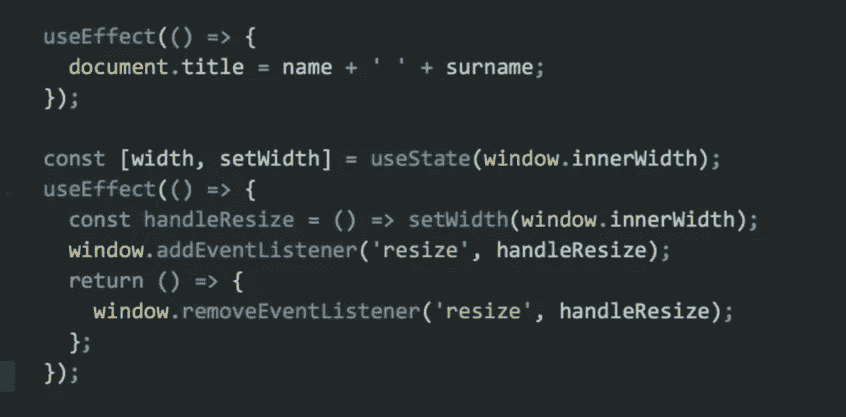 useEffect(() => {
  document.title = name + ' ' + surname;
});

const [width, setWidth] = useState(window.innerWidth);
useEffect(() => {
  const handleResize = () => setWidth(window.innerWidth);
  window.addEventListener('resize', handleResize);
  return () => {
    window.removeEventListener('resize', handleResize);
  };
});